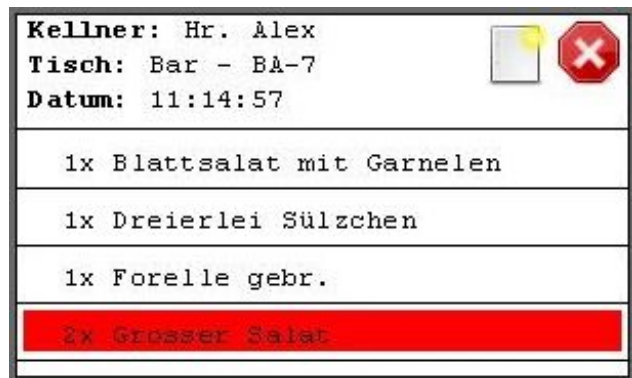 Kellner: Hr. Alex
Tisch: Bar - BA-7
Datum: 11:14:57
1x Blattsalat mit Garnelen
1x Dreierlei Sülzchen
1x Forelle gebr.
2x Grosser Salat